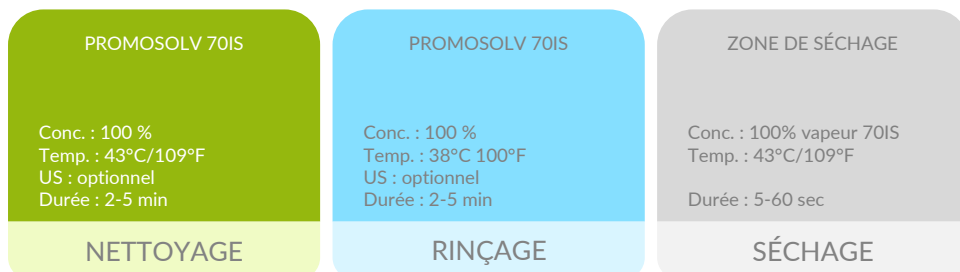 PROMOSOLV 70IS
Conc. : 100 %
Temp. : 43°C/109°F
US : optionnel
Durée : 2-5 min
NETTOYAGE
PROMOSOLV 70IS
Conc. : 100 %
Temp. : 38°C 100°F
US : optionnel
Durée : 2-5 min
RINÇAGE
ZONE DE SÉCHAGE
Conc. : 100% vapeur 70IS
Temp. : 43°C/109°F
Durée : 5-60 sec
SÉCHAGE